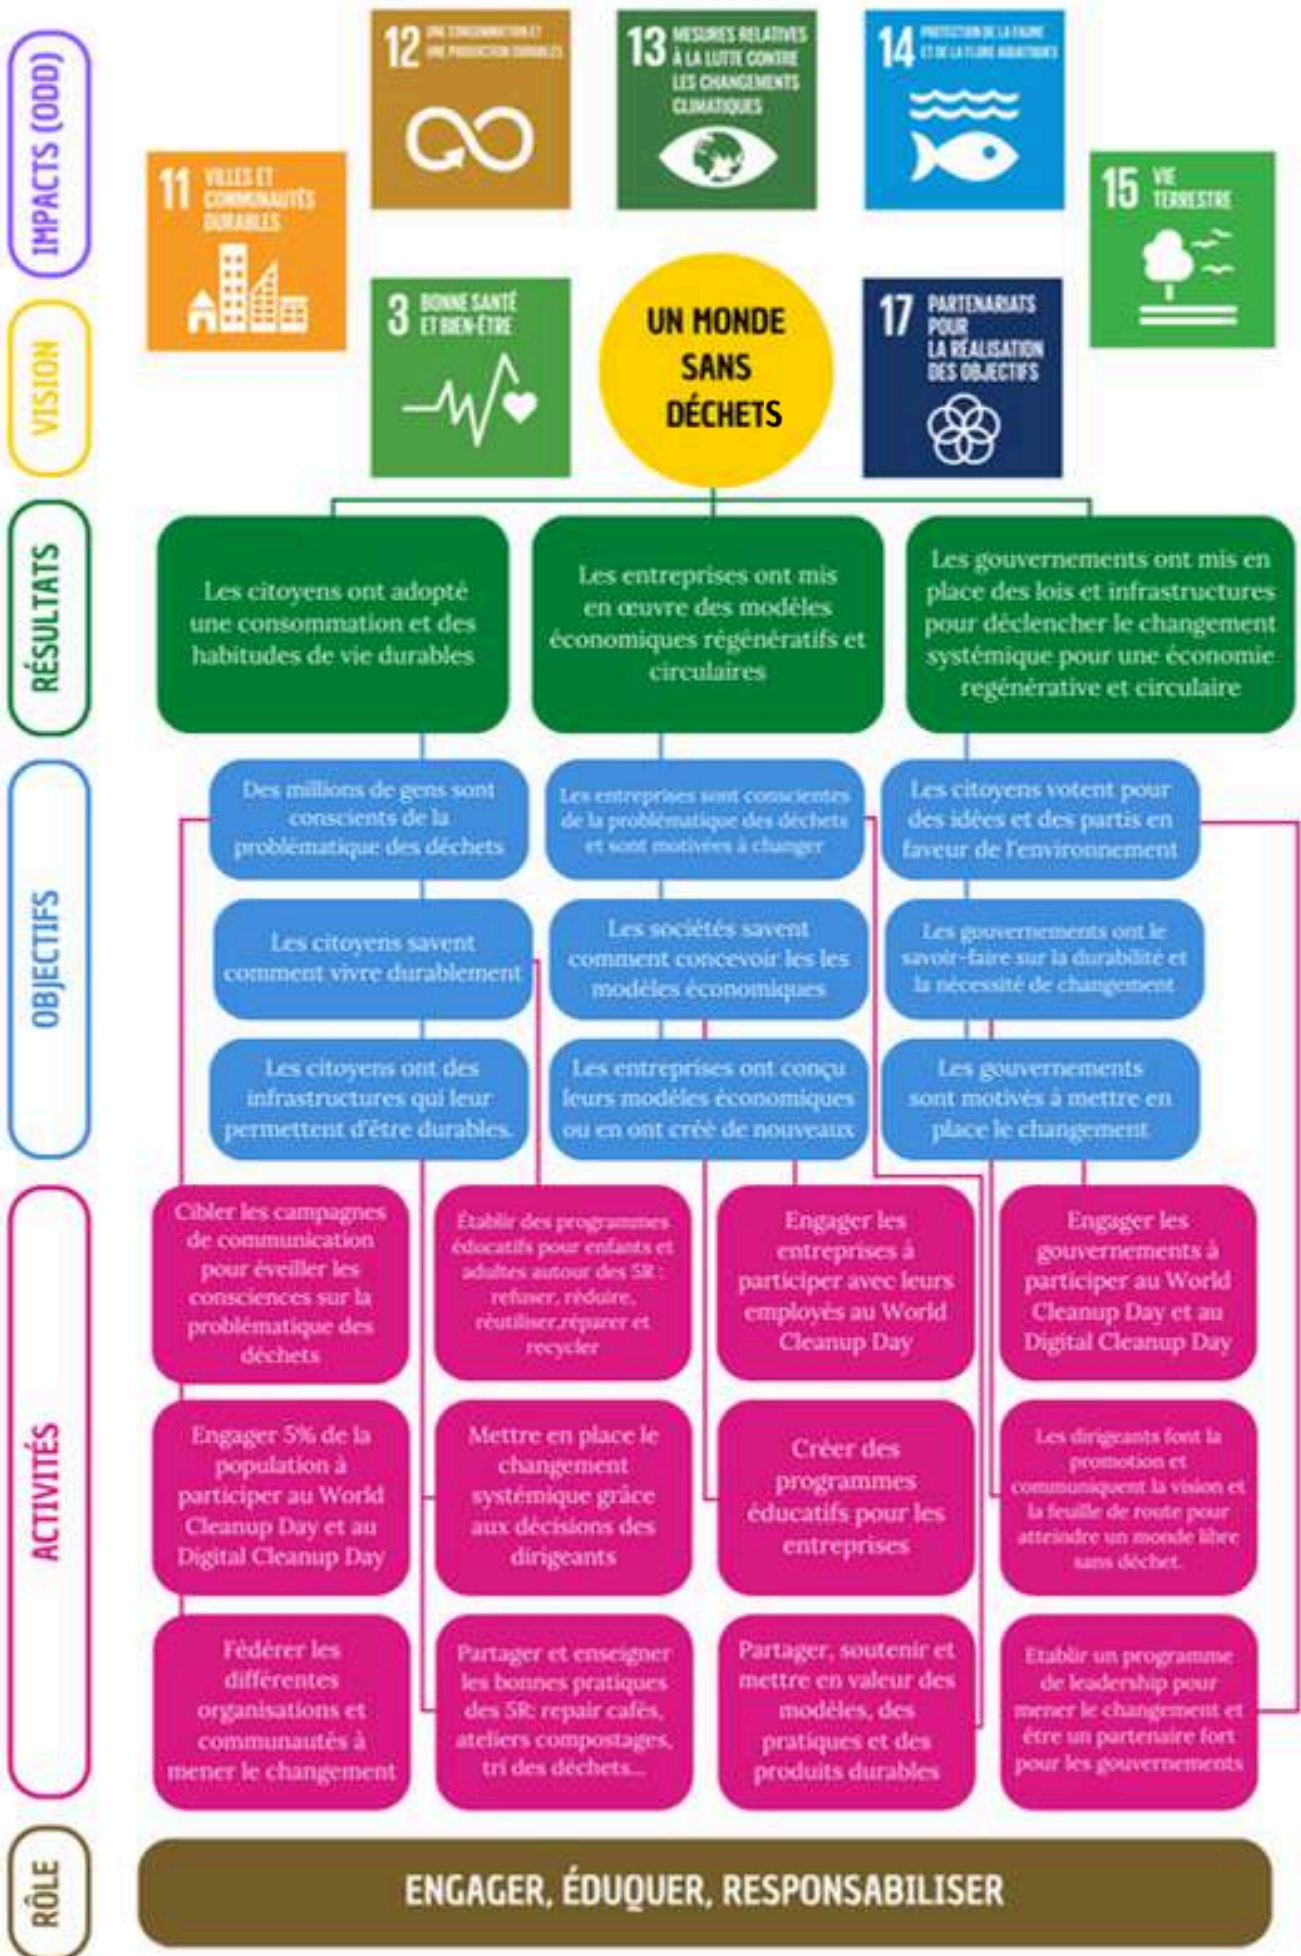 IMPACTS (ODD)
12 UNE CONSOMMATION ET
UNE PRODUCTION DURABLES
13 MESURES RELATIVES
À LA LUTTE CONTRE
LES CHANGEMENTS
CLIMATIQUES
14 PROTECTION DE LA FAUNE
ET DE LA FLORE AQUATIQUES
11 VILLES ET
COMMUNAUTÉS
DURABLES
15 VIE
TERRESTRE
VISION
3 BONNE SANTÉ
ET BIEN-ÊTRE
UN MONDE
SANS
DÉCHETS
17 PARTENARIATS
POUR
LA RÉALISATION
DES OBJECTIFS
RÉSULTATS
Les citoyens ont adopté
une consommation et des
habitudes de vie durables
Les entreprises ont mis
en œuvre des modèles
économiques régénératifs et
circulaires
Les gouvernements ont mis en
place des lois et infrastructures
pour déclencher le changement
systémique pour une économie
regénérative et circulaire
OBJECTIFS
Des millions de gens sont
conscients de la
problématique des déchets
Les entreprises sont conscientes
de la problématique des déchets
et sont motivées à changer
Les citoyens votent pour
des idées et des partis en
faveur de l'environnement
Les citoyens savent
comment vivre durablement
Les sociétés savent
comment concevoir les les
modèles économiques
Les gouvernements ont le
savoir-faire sur la durabilité et
la nécessité de changement
Les citoyens ont des
infrastructures qui leur
permettent d'être durables.
Les entreprises ont conçu
leurs modèles économiques
ou en ont créé de nouveaux
Les gouvernements
sont motivés à mettre en
place le changement
ACTIVITÉS
Cibler les campagnes
de communication
pour éveiller les
consciences sur la
problématique des
déchets
Établir des programmes
éducatifs pour enfants et
adultes autour des 5R :
refuser, réduire,
réutiliser,réparer et
recycler
Engager les
entreprises à
participer avec leurs
employés au World
Cleanup Day
Engager les
gouvernements à
participer au World
Cleanup Day et au
Digital Cleanup Day
Engager 5% de la
population à
participer au World
Cleanup Day et au
Digital Cleanup Day
Mettre en place le
changement
systémique grâce
aux décisions des
dirigeants
Créer des
programmes
éducatifs pour les
entreprises
Les dirigeants font la
promotion et
communiquent la vision et
la feuille de route pour
atteindre un monde libre
sans déchet.
Fédérer les
différentes
organisations et
communautés à
mener le changement
Partager et enseigner
les bonnes pratiques
des 5R: repair cafés,
ateliers compostages,
tri des déchets...
Partager, soutenir et
mettre en valeur des
modèles, des
pratiques et des
produits durables
Etablir un programme
de leadership pour
mener le changement et
être un partenaire fort
pour les gouvernements
RÔLE
ENGAGER, ÉDUQUER, RESPONSABILISER